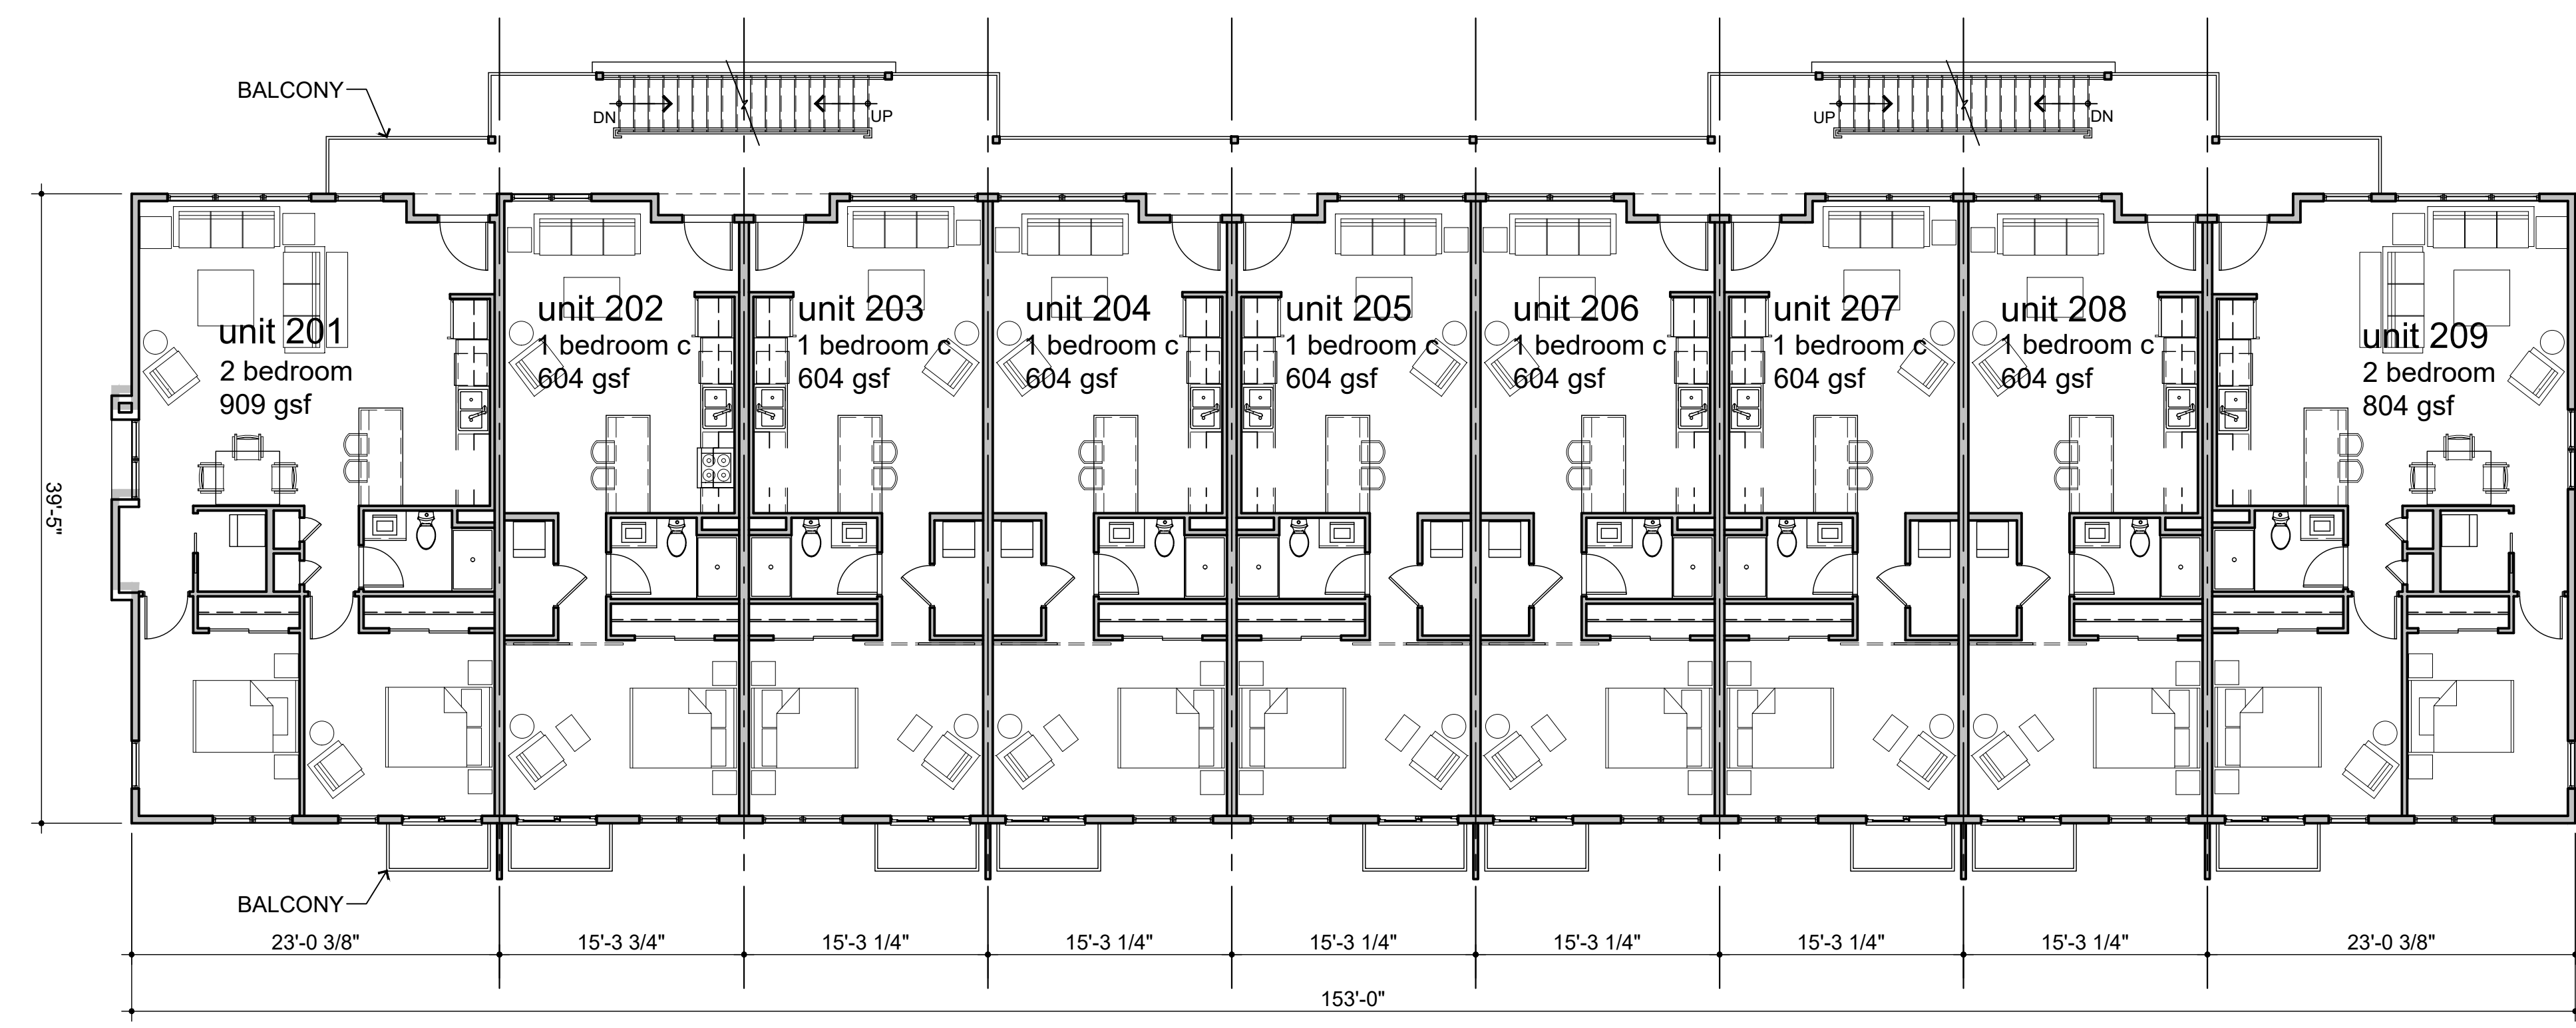 BALCONY
DN
UP
UP
DN
unit 201
2 bedroom
909 gsf
unit 202
1 bedroom c
604 gsf
unit 203
1 bedroom c
604 gsf
unit 204
1 bedroom c
604 gsf
unit 205
1 bedroom c
604 gsf
unit 206
1 bedroom c
604 gsf
unit 207
1 bedroom c
604 gsf
unit 208
1 bedroom c
604 gsf
unit 209
2 bedroom
804 gsf
39'-5"
BALCONY
23'-0 3/8"
15'-3 3/4"
15'-3 1/4"
15'-3 1/4"
15'-3 1/4"
15'-3 1/4"
15'-3 1/4"
15'-3 1/4"
23'-0 3/8"
153'-0"